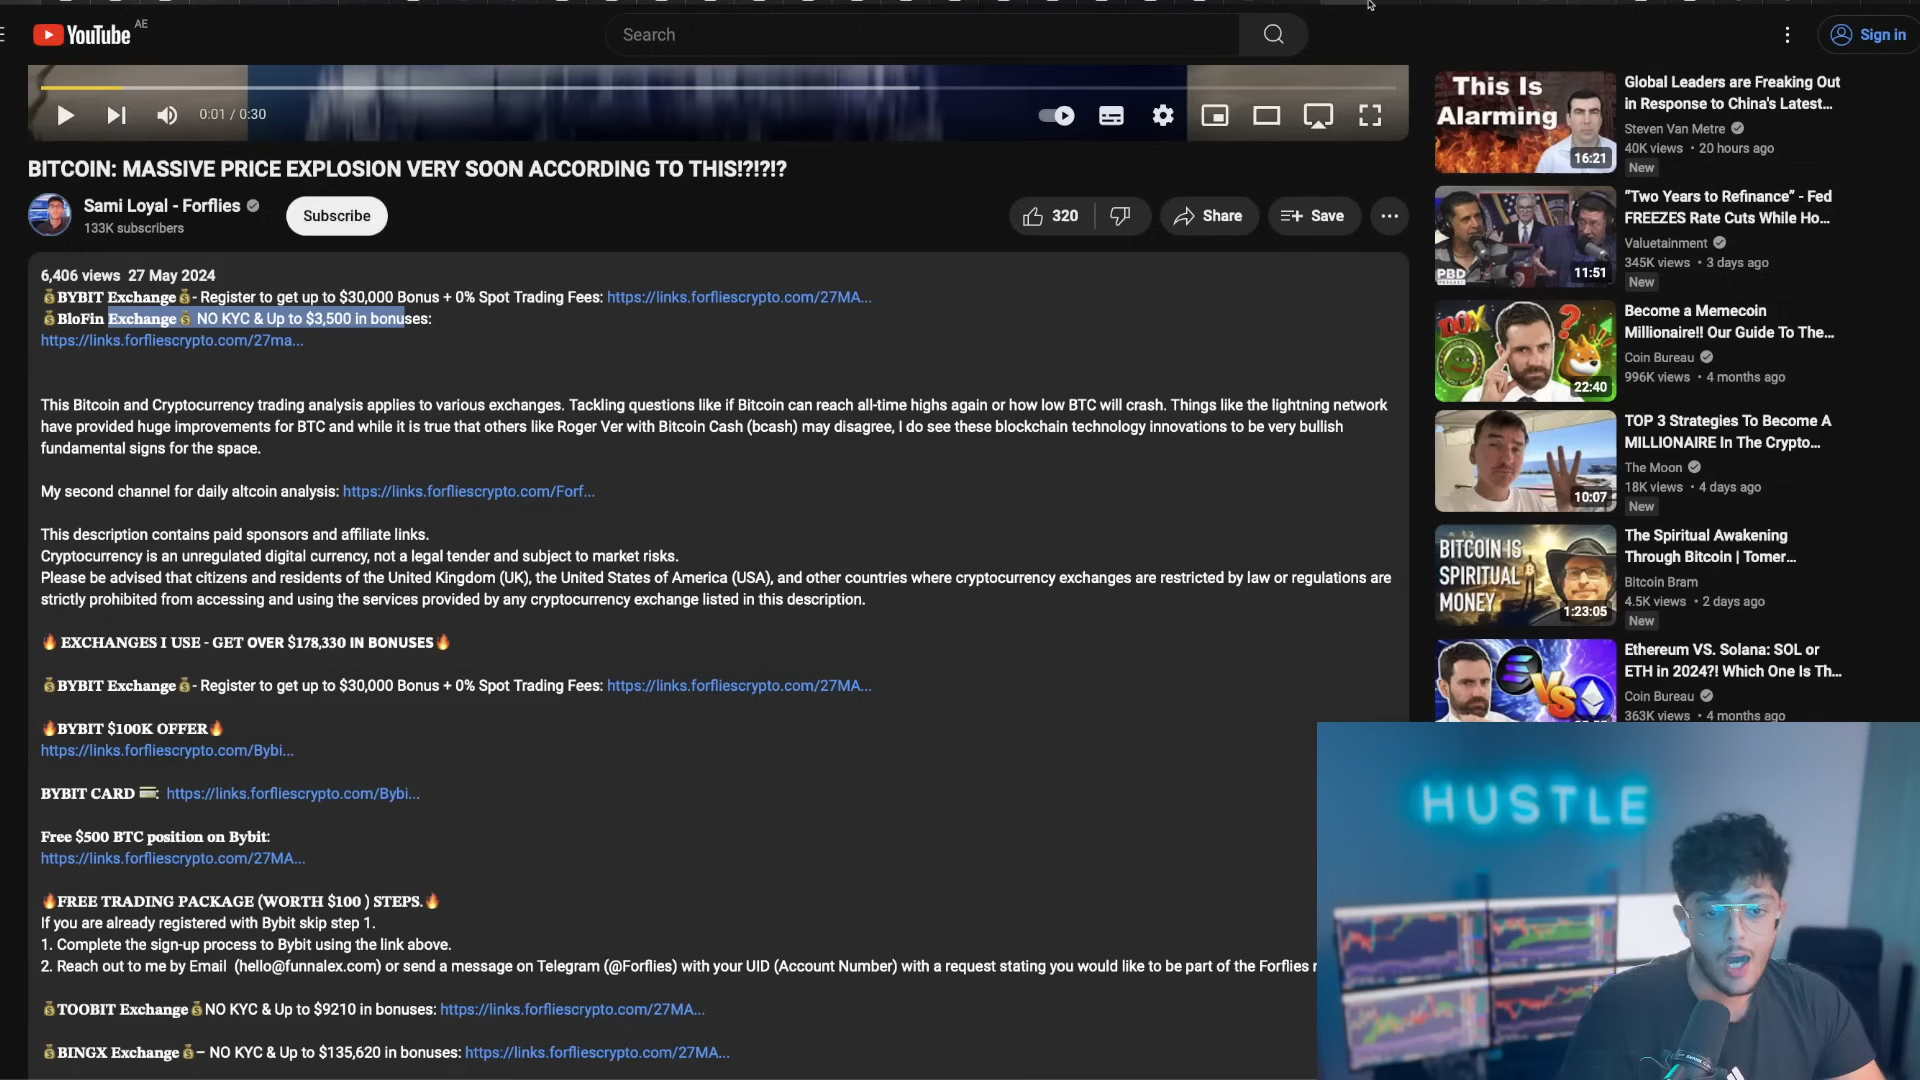 YouTube AE
Search
Sign in
0:01 / 0:30
BITCOIN: MASSIVE PRICE EXPLOSION VERY SOON ACCORDING TO THIS!?!?!?
Sami Loyal - Forflies
133K subscribers
Subscribe
320
Share
Save
6,406 views 27 May 2024
💰BYBIT Exchange💰- Register to get up to $30,000 Bonus + 0% Spot Trading Fees: https://links.forfliescrypto.com/27MA...
💰BloFin Exchange💰 NO KYC & Up to $3,500 in bonuses:
https://links.forfliescrypto.com/27ma...
This Bitcoin and Cryptocurrency trading analysis applies to various exchanges. Tackling questions like if Bitcoin can reach all-time highs again or how low BTC will crash. Things like the lightning network
have provided huge improvements for BTC and while it is true that others like Roger Ver with Bitcoin Cash (bcash) may disagree, I do see these blockchain technology innovations to be very bullish
fundamental signs for the space.
My second channel for daily altcoin analysis: https://links.forfliescrypto.com/Forf...
This description contains paid sponsors and affiliate links.
Cryptocurrency is an unregulated digital currency, not a legal tender and subject to market risks.
Please be advised that citizens and residents of the United Kingdom (UK), the United States of America (USA), and other countries where cryptocurrency exchanges are restricted by law or regulations are
strictly prohibited from accessing and using the services provided by any cryptocurrency exchange listed in this description.
🔥 EXCHANGES I USE - GET OVER $178,330 IN BONUSES🔥
💰BYBIT Exchange💰- Register to get up to $30,000 Bonus + 0% Spot Trading Fees: https://links.forfliescrypto.com/27MA...
🔥BYBIT $100K OFFER🔥
https://links.forfliescrypto.com/Bybi...
BYBIT CARD 💳: https://links.forfliescrypto.com/Bybi...
Free $500 BTC position on Bybit:
https://links.forfliescrypto.com/27MA...
🔥FREE TRADING PACKAGE (WORTH $100 ) STEPS.🔥
If you are already registered with Bybit skip step 1.
1. Complete the sign-up process to Bybit using the link above.
2. Reach out to me by Email (hello@funnalex.com) or send a message on Telegram (@Forflies) with your UID (Account Number) with a request stating you would like to be part of the Forflies r
💰TOOBIT Exchange💰NO KYC & Up to $9210 in bonuses: https://links.forfliescrypto.com/27MA...
💰BINGX Exchange💰– NO KYC & Up to $135,620 in bonuses: https://links.forfliescrypto.com/27MA...
This Is
Alarming
16:21
Global Leaders are Freaking Out
in Response to China's Latest...
Steven Van Metre
40K views • 20 hours ago
New
PBD
11:51
“Two Years to Refinance” - Fed
FREEZES Rate Cuts While Ho...
Valuetainment
345K views • 3 days ago
New
100X
?
22:40
Become a Memecoin
Millionaire!! Our Guide To The...
Coin Bureau
996K views • 4 months ago
10:07
TOP 3 Strategies To Become A
MILLIONAIRE In The Crypto...
The Moon
18K views • 4 days ago
New
BITCOIN IS
SPIRITUAL
MONEY
1:23:05
The Spiritual Awakening
Through Bitcoin | Tomer...
Bitcoin Bram
4.5K views • 2 days ago
New
VS
Ethereum VS. Solana: SOL or
ETH in 2024?! Which One Is Th...
Coin Bureau
363K views • 4 months ago
HUSTLE